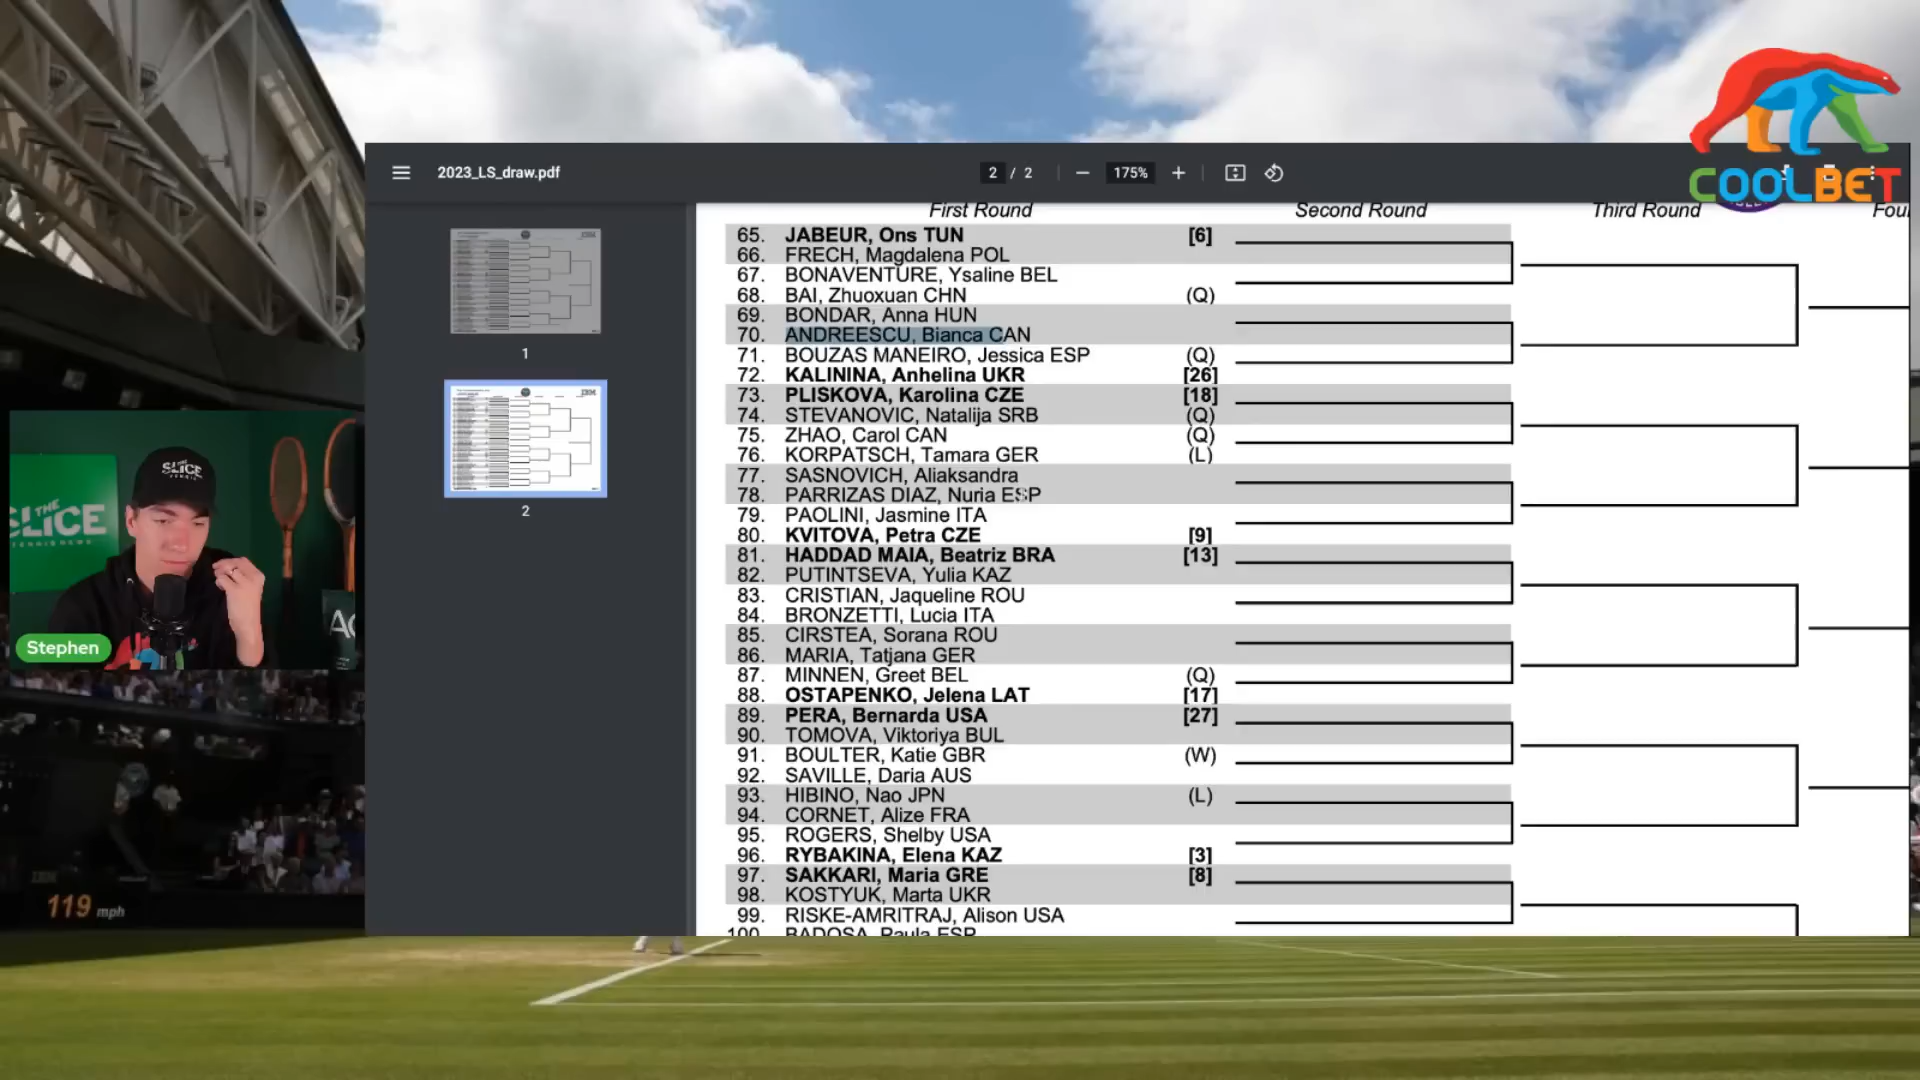 COOLBET
2023_LS_draw.pdf
2 / 2
175%
First Round Second Round Third Round Fou
65. JABEUR, Ons TUN [6]
66. FRECH, Magdalena POL
67. BONAVENTURE, Ysaline BEL
68. BAI, Zhuoxuan CHN (Q)
69. BONDAR, Anna HUN
70. ANDREESCU, Bianca CAN
71. BOUZAS MANEIRO, Jessica ESP (Q)
72. KALININA, Anhelina UKR [26]
73. PLISKOVA, Karolina CZE [18]
74. STEVANOVIC, Natalija SRB (Q)
75. ZHAO, Carol CAN (Q)
76. KORPATSCH, Tamara GER (L)
77. SASNOVICH, Aliaksandra
78. PARRIZAS DIAZ, Nuria ESP
79. PAOLINI, Jasmine ITA
80. KVITOVA, Petra CZE [9]
81. HADDAD MAIA, Beatriz BRA [13]
82. PUTINTSEVA, Yulia KAZ
83. CRISTIAN, Jaqueline ROU
84. BRONZETTI, Lucia ITA
85. CIRSTEA, Sorana ROU
86. MARIA, Tatjana GER
87. MINNEN, Greet BEL (Q)
88. OSTAPENKO, Jelena LAT [17]
89. PERA, Bernarda USA [27]
90. TOMOVA, Viktoriya BUL
91. BOULTER, Katie GBR (W)
92. SAVILLE, Daria AUS
93. HIBINO, Nao JPN (L)
94. CORNET, Alize FRA
95. ROGERS, Shelby USA
96. RYBAKINA, Elena KAZ [3]
97. SAKKARI, Maria GRE [8]
98. KOSTYUK, Marta UKR
99. RISKE-AMRITRAJ, Alison USA
100. BADOSA, Paula ESP
1
2
IBM
IBM
THE
SLICE
TENNIS
THE
SLICE
Stephen
119 mph